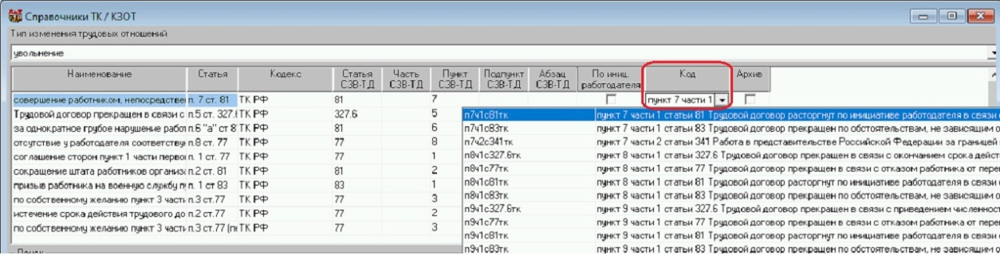 Справочники ТК / КЗОТ
Тип изменения трудовых отношений
увольнение
Наименование Статья Кодекс Статья СЗВ-ТД Часть СЗВ-ТД Пункт СЗВ-ТД Подпункт СЗВ-ТД Абзац СЗВ-ТД По иниц. работодателя Код Архив
совершение работником, непосредстве п. 7 ст. 81 ТК РФ 81 7 пункт 7 части 1
Трудовой договор прекращен в связи с п.5 ст. 327.6 ТК РФ 327.6 5
п7ч1с81тк пункт 7 части 1 статьи 81 Трудовой договор расторгнут по инициативе работодателя в связи с
за однократное грубое нарушение работ п.6 "а" ст 8 ТК РФ 81 6
п7ч1с83тк пункт 7 части 1 статьи 83 Трудовой договор прекращен по обстоятельствам, не зависящим о
отсутствие у работодателя соответству п.8 ст. 77 ТК РФ 77 8
п7ч2с341тк пункт 7 части 2 статьи 341 Работа в представительстве Российской Федерации за границей
соглашение сторон пункт 1 части перво п. 1 ст. 77 ТК РФ 77 1
п8ч1с327.6тк пункт 8 части 1 статьи 327.6 Трудовой договор прекращен в связи с окончанием срока дейст
сокращение штата работников организ п.2 ст. 81 ТК РФ 81 2
п8ч1с77тк пункт 8 части 1 статьи 77 Трудовой договор прекращен в связи с отказом работника от пере
п8ч1с81тк пункт 8 части 1 статьи 81 Трудовой договор расторгнут по инициативе работодателя в связи
призыв работника на военную службу п. 1 ст 83 ТК РФ 83 1
п8ч1с83тк пункт 8 части 1 статьи 83 Трудовой договор прекращен по обстоятельствам, не зависящим о
по собственному желанию пункт 3 части п.3 ст.77 ТК РФ 77 3
п9ч1с327.6тк пункт 9 части 1 статьи 327.6 Трудовой договор прекращен в связи с приведением численност
истечение срока действия трудового до п.2 ст.77 ТК РФ 77 2
п9ч1с77тк пункт 9 части 1 статьи 77 Трудовой договор прекращен в связи с отказом работника от пере
по собственному желанию пункт 3 части п.3 ст.77 (п ТК РФ 77 3
п9ч1с81тк пункт 9 части 1 статьи 81 Трудовой договор расторгнут по инициативе работодателя в связи
п9ч1с83тк пункт 9 части 1 статьи 83 Трудовой договор прекращен по обстоятельствам, не зависящим о